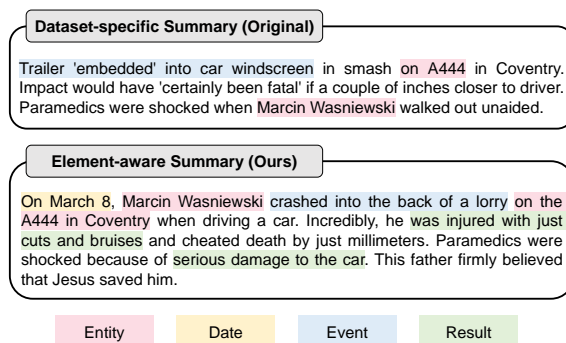 Dataset-specific Summary (Original)
Trailer 'embedded' into car windscreen in smash on A444 in Coventry.
Impact would have 'certainly been fatal' if a couple of inches closer to driver.
Paramedics were shocked when Marcin Wasniewski walked out unaided.
Element-aware Summary (Ours)
On March 8, Marcin Wasniewski crashed into the back of a lorry on the
A444 in Coventry when driving a car. Incredibly, he was injured with just
cuts and bruises and cheated death by just millimeters. Paramedics were
shocked because of serious damage to the car. This father firmly believed
that Jesus saved him.
Entity Date Event Result